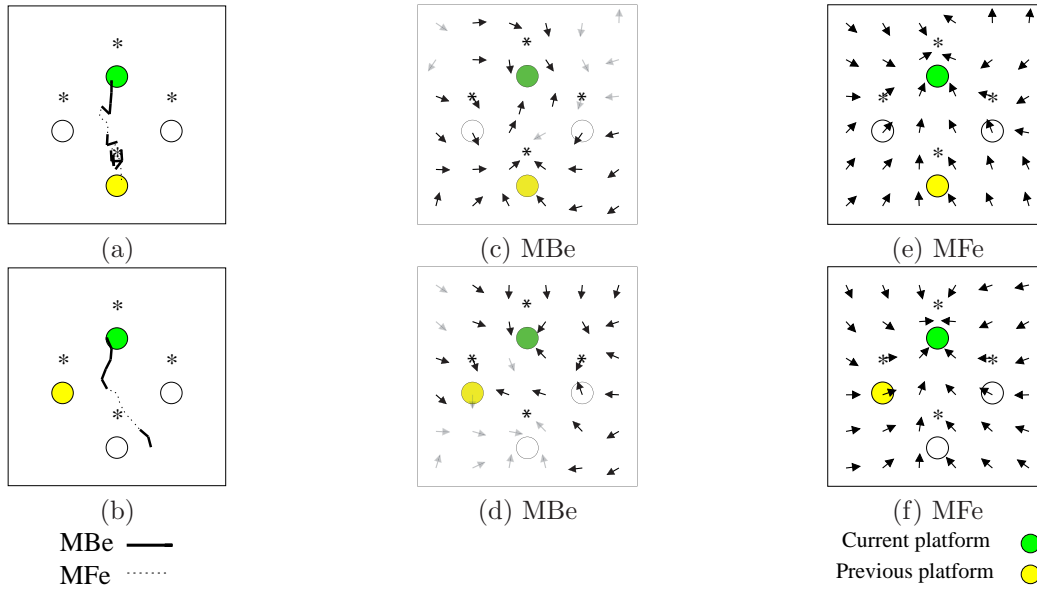 (a)
(c) MBe
(e) MFe
(b)
(d) MBe
(f) MFe
MBe
MFe
Current platform
Previous platform